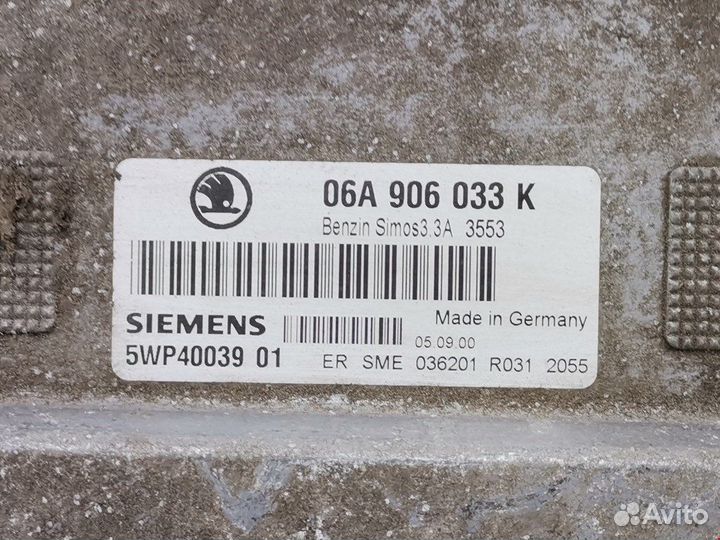 06A 906 033 K
Benzin Simos3.3A 3553
SIEMENS
Made in Germany
05.09.00
5WP40039 01
ER SME 036201 R031 2055
Avito